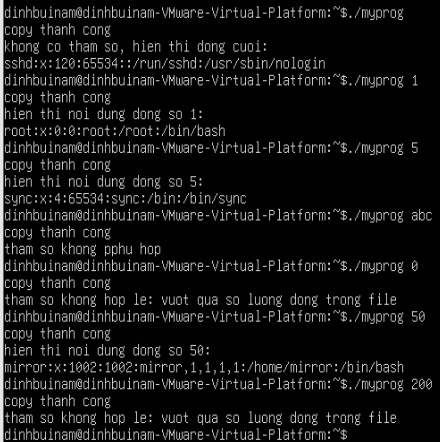 dinhbuinam@dinhbuinam-VMware-Virtual-Platform:~$./myprog
copy thanh cong
khong co tham so, hien thi dong cuoi:
sshd:x:120:65534::/run/sshd:/usr/sbin/nologin
dinhbuinam@dinhbuinam-VMware-Virtual-Platform:~$./myprog 1
copy thanh cong
hien thi noi dung dong so 1:
root:x:0:0:root:/root:/bin/bash
dinhbuinam@dinhbuinam-VMware-Virtual-Platform:~$./myprog 5
copy thanh cong
hien thi noi dung dong so 5:
sync:x:4:65534:sync:/bin:/bin/sync
dinhbuinam@dinhbuinam-VMware-Virtual-Platform:~$./myprog abc
copy thanh cong
tham so khong pphu hop
dinhbuinam@dinhbuinam-VMware-Virtual-Platform:~$./myprog 0
copy thanh cong
tham so khong hop le: vuot qua so luong dong trong file
dinhbuinam@dinhbuinam-VMware-Virtual-Platform:~$./myprog 50
copy thanh cong
hien thi noi dung dong so 50:
mirror:x:1002:1002:mirror,1,1,1,1:/home/mirror:/bin/bash
dinhbuinam@dinhbuinam-VMware-Virtual-Platform:~$./myprog 200
copy thanh cong
tham so khong hop le: vuot qua so luong dong trong file
dinhbuinam@dinhbuinam-VMware-Virtual-Platform:~$